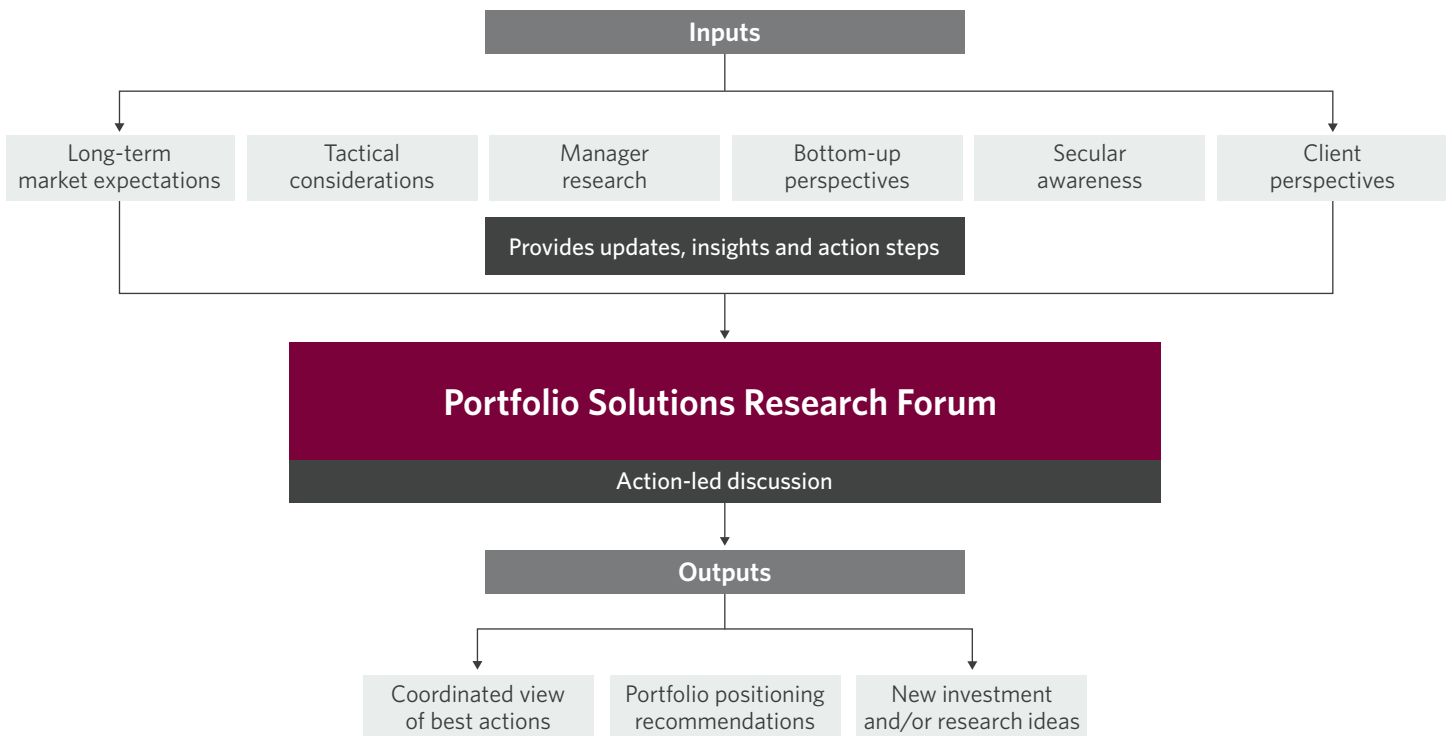 Inputs
Long-term
market expectations
Tactical
considerations
Manager
research
Bottom-up
perspectives
Secular
awareness
Client
perspectives
Provides updates, insights and action steps
Portfolio Solutions Research Forum
Action-led discussion
Outputs
Coordinated view
of best actions
Portfolio positioning
recommendations
New investment
and/or research ideas